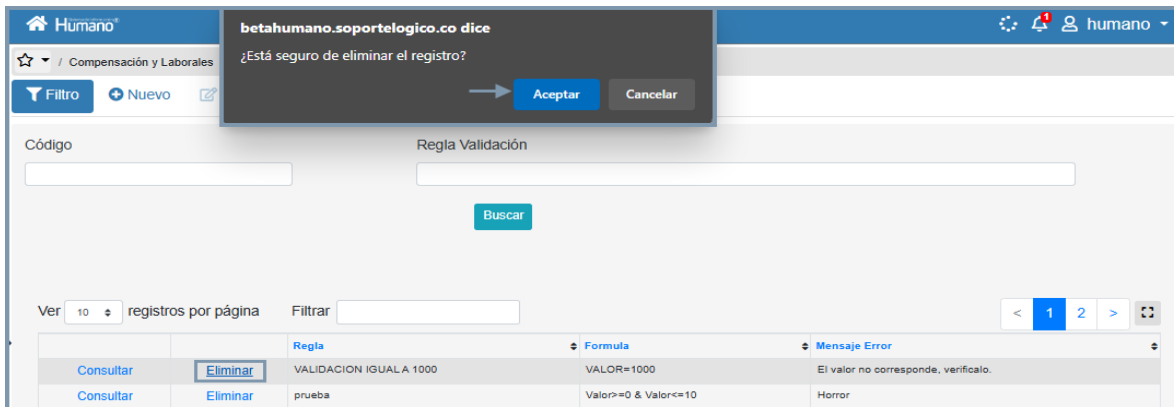 Humano
betahumano.soportelogico.co dice
¿Está seguro de eliminar el registro?
Aceptar Cancelar
1 humano
/ Compensación y Laborales
Filtro Nuevo
Código Regla Validación
Buscar
Ver 10 registros por página Filtrar < 1 2 >
Regla Formula Mensaje Error
Consultar Eliminar VALIDACION IGUAL A 1000 VALOR=1000 El valor no corresponde, verificalo.
Consultar Eliminar prueba Valor>=0 & Valor<=10 Horror